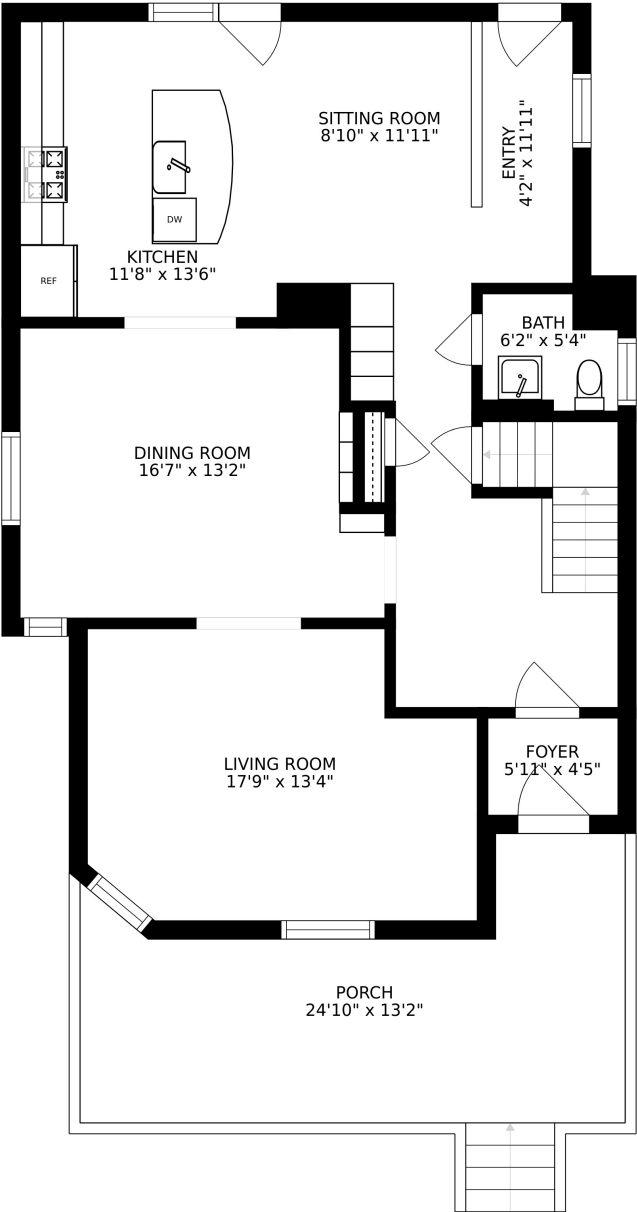 SITTING ROOM
8'10" x 11'11"
ENTRY
4'2" x 11'11"
DW
KITCHEN
11'8" x 13'6"
REF
BATH
6'2" x 5'4"
DINING ROOM
16'7" x 13'2"
FOYER
5'11" x 4'5"
LIVING ROOM
17'9" x 13'4"
PORCH
24'10" x 13'2"